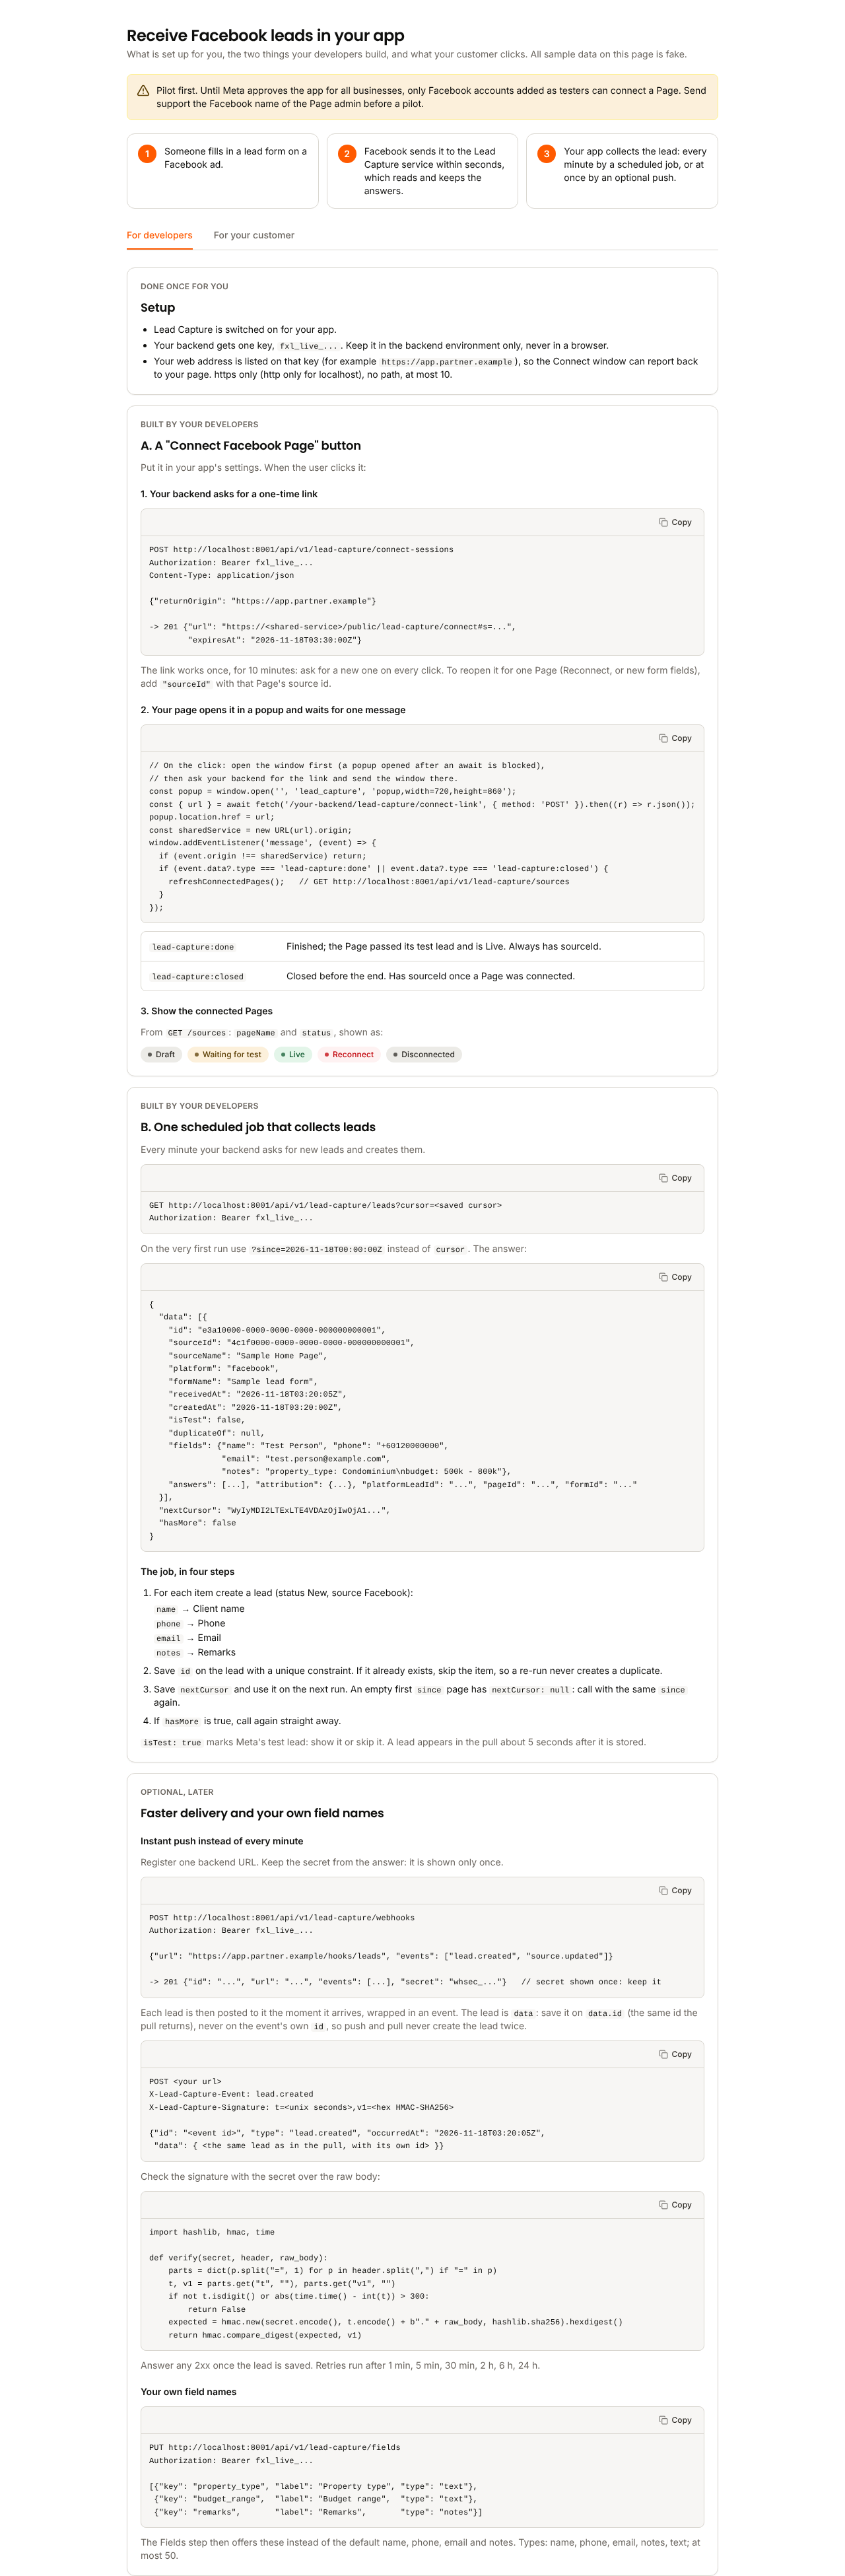 Receive Facebook leads in your app
What is set up for you, the two things your developers build, and what your customer clicks. All sample data on this page is fake.
Pilot first. Until Meta approves the app for all businesses, only Facebook accounts added as testers can connect a Page. Send
support the Facebook name of the Page admin before a pilot.
1
Someone fills in a lead form on a
Facebook ad.
2
Facebook sends it to the Lead
Capture service within seconds,
which reads and keeps the
answers.
3
Your app collects the lead: every
minute by a scheduled job, or at
once by an optional push.
For developers
For your customer
DONE ONCE FOR YOU
Setup
• Lead Capture is switched on for your app.
• Your backend gets one key, fxl_live_... . Keep it in the backend environment only, never in a browser.
• Your web address is listed on that key (for example https://app.partner.example ), so the Connect window can report back
to your page. https only (http only for localhost), no path, at most 10.
BUILT BY YOUR DEVELOPERS
A. A "Connect Facebook Page" button
Put it in your app's settings. When the user clicks it:
1. Your backend asks for a one-time link
Copy
POST http://localhost:8001/api/v1/lead-capture/connect-sessions
Authorization: Bearer fxl_live_...
Content-Type: application/json
{"returnOrigin": "https://app.partner.example"}
-> 201 {"url": "https://<shared-service>/public/lead-capture/connect#s=...",
"expiresAt": "2026-11-18T03:30:00Z"}
The link works once, for 10 minutes: ask for a new one on every click. To reopen it for one Page (Reconnect, or new form fields),
add "sourceId" with that Page's source id.
2. Your page opens it in a popup and waits for one message
Copy
// On the click: open the window first (a popup opened after an await is blocked),
// then ask your backend for the link and send the window there.
const popup = window.open('', 'lead_capture', 'popup,width=720,height=860');
const { url } = await fetch('/your-backend/lead-capture/connect-link', { method: 'POST' }).then((r) => r.json());
popup.location.href = url;
const sharedService = new URL(url).origin;
window.addEventListener('message', (event) => {
if (event.origin !== sharedService) return;
if (event.data?.type === 'lead-capture:done' || event.data?.type === 'lead-capture:closed') {
refreshConnectedPages();   // GET http://localhost:8001/api/v1/lead-capture/sources
}
});
lead-capture:done
Finished; the Page passed its test lead and is Live. Always has sourceId.
lead-capture:closed
Closed before the end. Has sourceId once a Page was connected.
3. Show the connected Pages
From GET /sources : pageName and status , shown as:
Draft
Waiting for test
Live
Reconnect
Disconnected
BUILT BY YOUR DEVELOPERS
B. One scheduled job that collects leads
Every minute your backend asks for new leads and creates them.
Copy
GET http://localhost:8001/api/v1/lead-capture/leads?cursor=<saved cursor>
Authorization: Bearer fxl_live_...
On the very first run use ?since=2026-11-18T00:00:00Z instead of cursor . The answer:
Copy
{
"data": [{
"id": "e3a10000-0000-0000-0000-000000000001",
"sourceId": "4c1f0000-0000-0000-0000-000000000001",
"sourceName": "Sample Home Page",
"platform": "facebook",
"formName": "Sample lead form",
"receivedAt": "2026-11-18T03:20:05Z",
"createdAt": "2026-11-18T03:20:00Z",
"isTest": false,
"duplicateOf": null,
"fields": {"name": "Test Person", "phone": "+60120000000",
"email": "test.person@example.com",
"notes": "property_type: Condominium\nbudget: 500k - 800k"},
"answers": [...], "attribution": {...}, "platformLeadId": "...", "pageId": "...", "formId": "..."
}],
"nextCursor": "WyIyMDI2LTExLTE4VDAzOjIwOjA1...",
"hasMore": false
}
The job, in four steps
1. For each item create a lead (status New, source Facebook):
name → Client name
phone → Phone
email → Email
notes → Remarks
2. Save id on the lead with a unique constraint. If it already exists, skip the item, so a re-run never creates a duplicate.
3. Save nextCursor and use it on the next run. An empty first since page has nextCursor: null : call with the same since
again.
4. If hasMore is true, call again straight away.
isTest: true marks Meta's test lead: show it or skip it. A lead appears in the pull about 5 seconds after it is stored.
OPTIONAL, LATER
Faster delivery and your own field names
Instant push instead of every minute
Register one backend URL. Keep the secret from the answer: it is shown only once.
Copy
POST http://localhost:8001/api/v1/lead-capture/webhooks
Authorization: Bearer fxl_live_...
{"url": "https://app.partner.example/hooks/leads", "events": ["lead.created", "source.updated"]}
-> 201 {"id": "...", "url": "...", "events": [...], "secret": "whsec_..."}   // secret shown once: keep it
Each lead is then posted to it the moment it arrives, wrapped in an event. The lead is data : save it on data.id (the same id the
pull returns), never on the event's own id , so push and pull never create the lead twice.
Copy
POST <your url>
X-Lead-Capture-Event: lead.created
X-Lead-Capture-Signature: t=<unix seconds>,v1=<hex HMAC-SHA256>
{"id": "<event id>", "type": "lead.created", "occurredAt": "2026-11-18T03:20:05Z",
"data": { <the same lead as in the pull, with its own id> }}
Check the signature with the secret over the raw body:
Copy
import hashlib, hmac, time
def verify(secret, header, raw_body):
parts = dict(p.split("=", 1) for p in header.split(",") if "=" in p)
t, v1 = parts.get("t", ""), parts.get("v1", "")
if not t.isdigit() or abs(time.time() - int(t)) > 300:
return False
expected = hmac.new(secret.encode(), t.encode() + b"." + raw_body, hashlib.sha256).hexdigest()
return hmac.compare_digest(expected, v1)
Answer any 2xx once the lead is saved. Retries run after 1 min, 5 min, 30 min, 2 h, 6 h, 24 h.
Your own field names
Copy
PUT http://localhost:8001/api/v1/lead-capture/fields
Authorization: Bearer fxl_live_...
[{"key": "property_type", "label": "Property type", "type": "text"},
{"key": "budget_range",  "label": "Budget range",  "type": "text"},
{"key": "remarks",       "label": "Remarks",       "type": "notes"}]
The Fields step then offers these instead of the default name, phone, email and notes. Types: name, phone, email, notes, text; at
most 50.